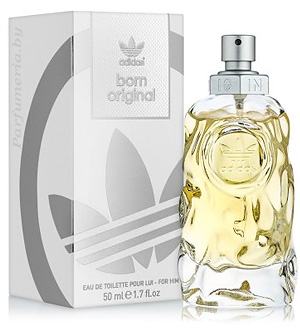 Parfumeria.by
adidas
born
original
EAU DE TOILETTE POUR LUI - FOR HIM
50 ml e 1.7 fl.oz.